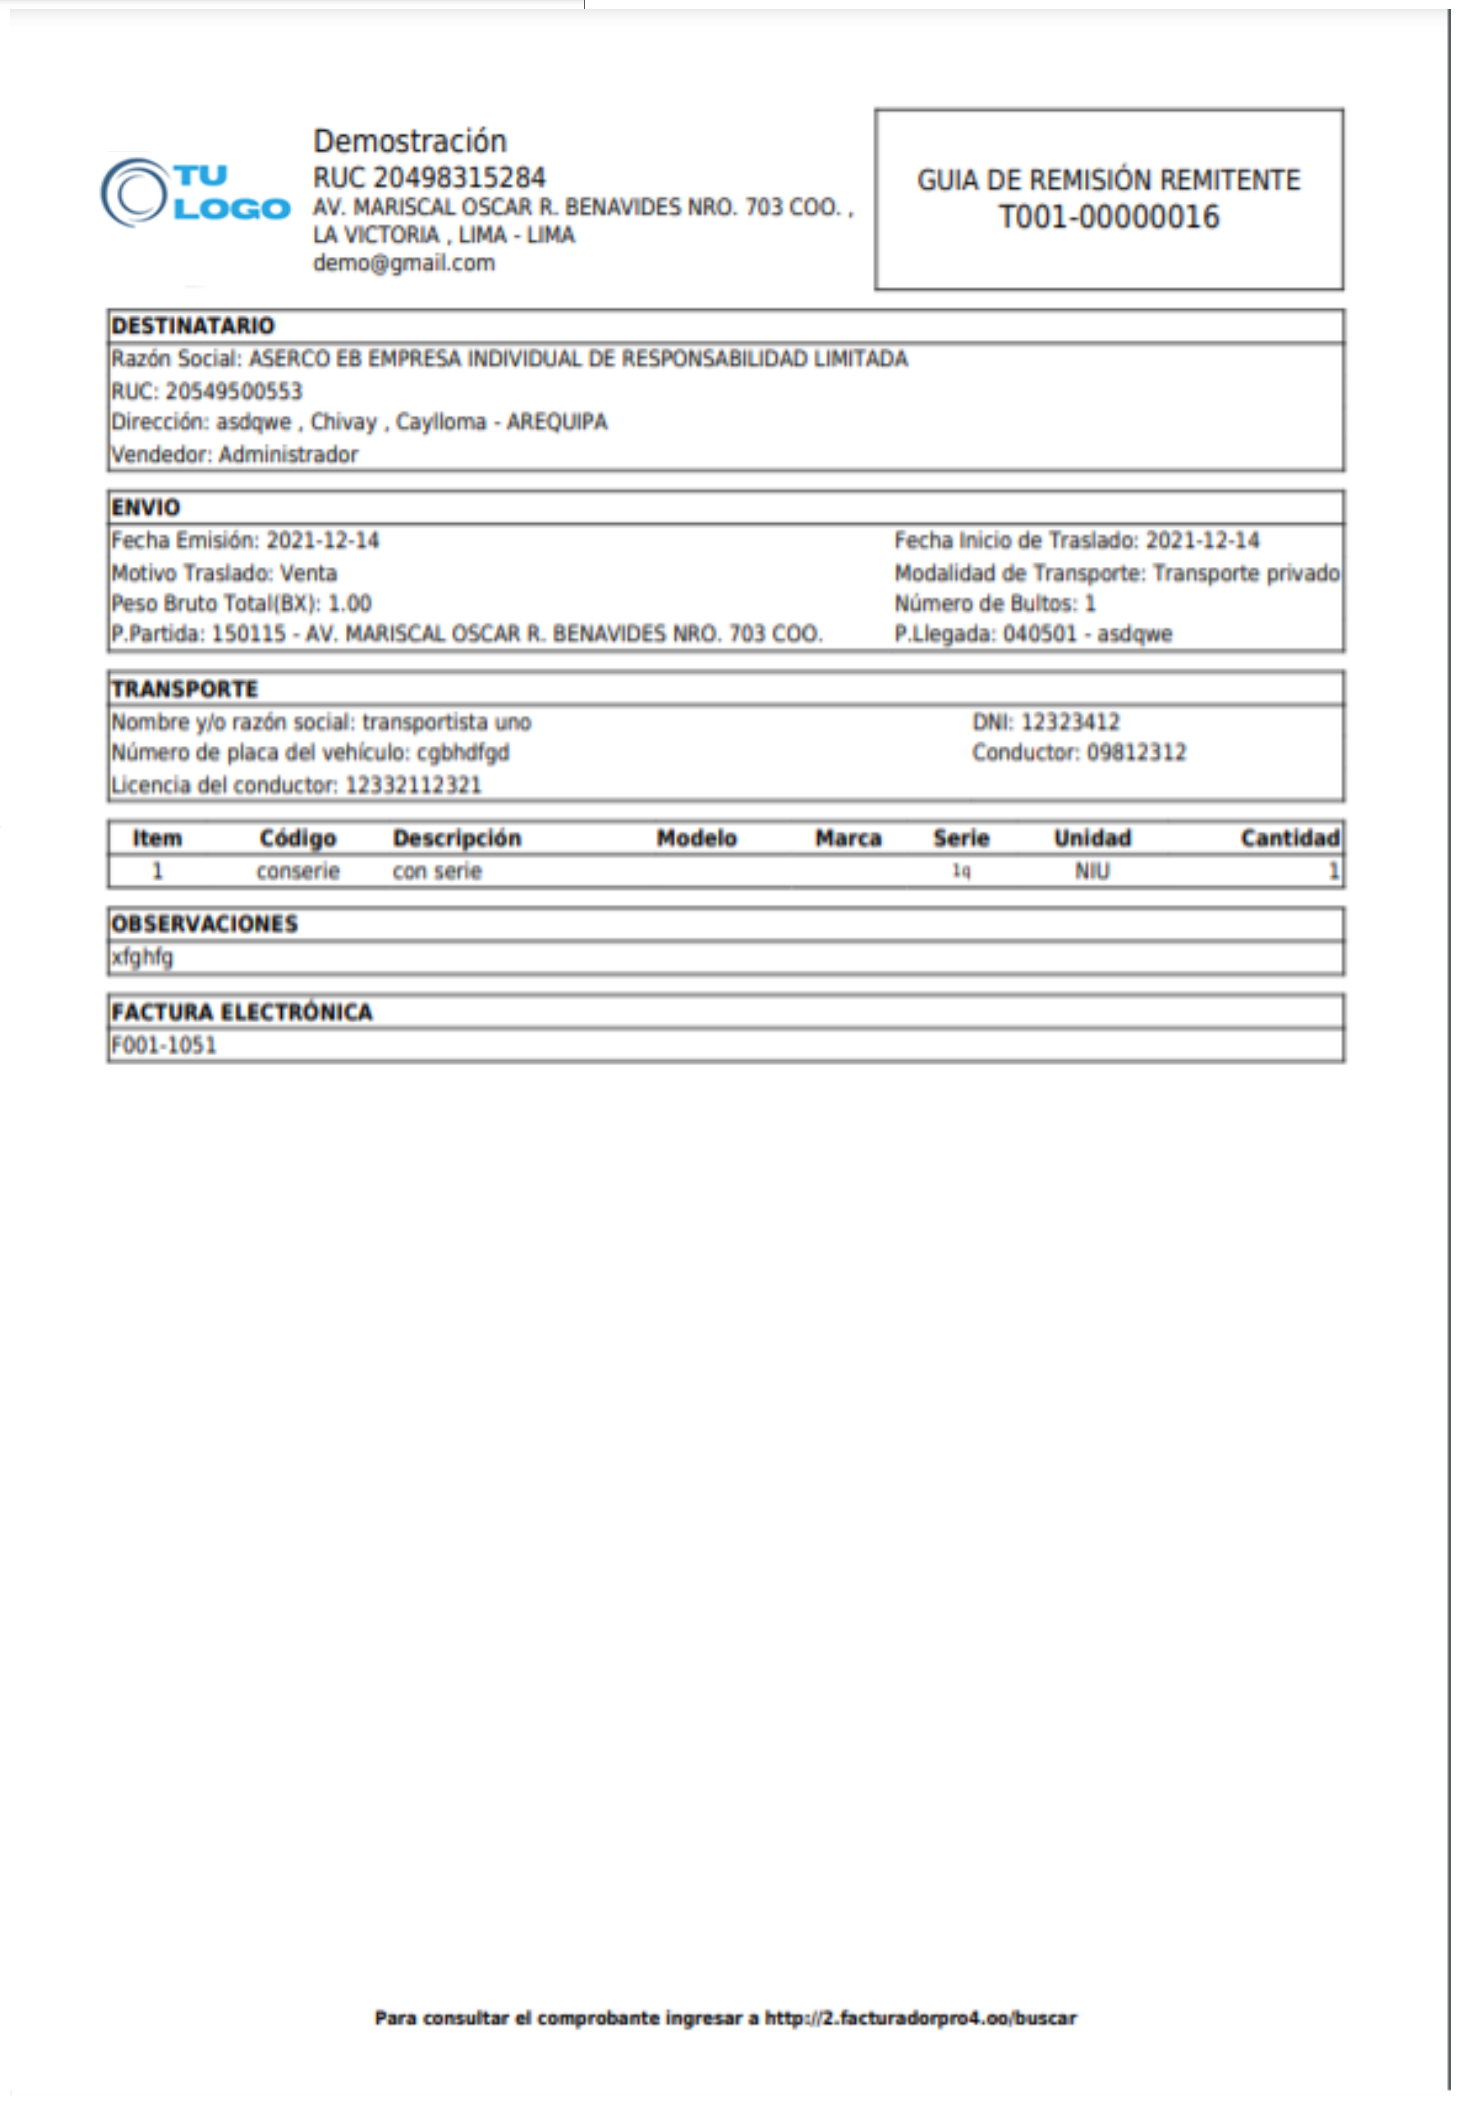 TU
LOGO
Demostración
RUC 20498315284
AV. MARISCAL OSCAR R. BENAVIDES NRO. 703 COO. ,
LA VICTORIA , LIMA - LIMA
demo@gmail.com
GUIA DE REMISIÓN REMITENTE
T001-00000016
DESTINATARIO
Razón Social: ASERCO EB EMPRESA INDIVIDUAL DE RESPONSABILIDAD LIMITADA
RUC: 20549500553
Dirección: asdqwe , Chivay , Caylloma - AREQUIPA
Vendedor: Administrador
ENVIO
Fecha Emisión: 2021-12-14 Fecha Inicio de Traslado: 2021-12-14
Motivo Traslado: Venta Modalidad de Transporte: Transporte privado
Peso Bruto Total(BX): 1.00 Número de Bultos: 1
P.Partida: 150115 - AV. MARISCAL OSCAR R. BENAVIDES NRO. 703 COO. P.Llegada: 040501 - asdqwe
TRANSPORTE
Nombre y/o razón social: transportista uno DNI: 12323412
Número de placa del vehículo: cgbhdfgd Conductor: 09812312
Licencia del conductor: 12332112321
Item Código Descripción Modelo Marca Serie Unidad Cantidad
1 conserie con serie 1q NIU 1
OBSERVACIONES
xfghfg
FACTURA ELECTRÓNICA
F001-1051
Para consultar el comprobante ingresar a http://2.facturadorpro4.oo/buscar